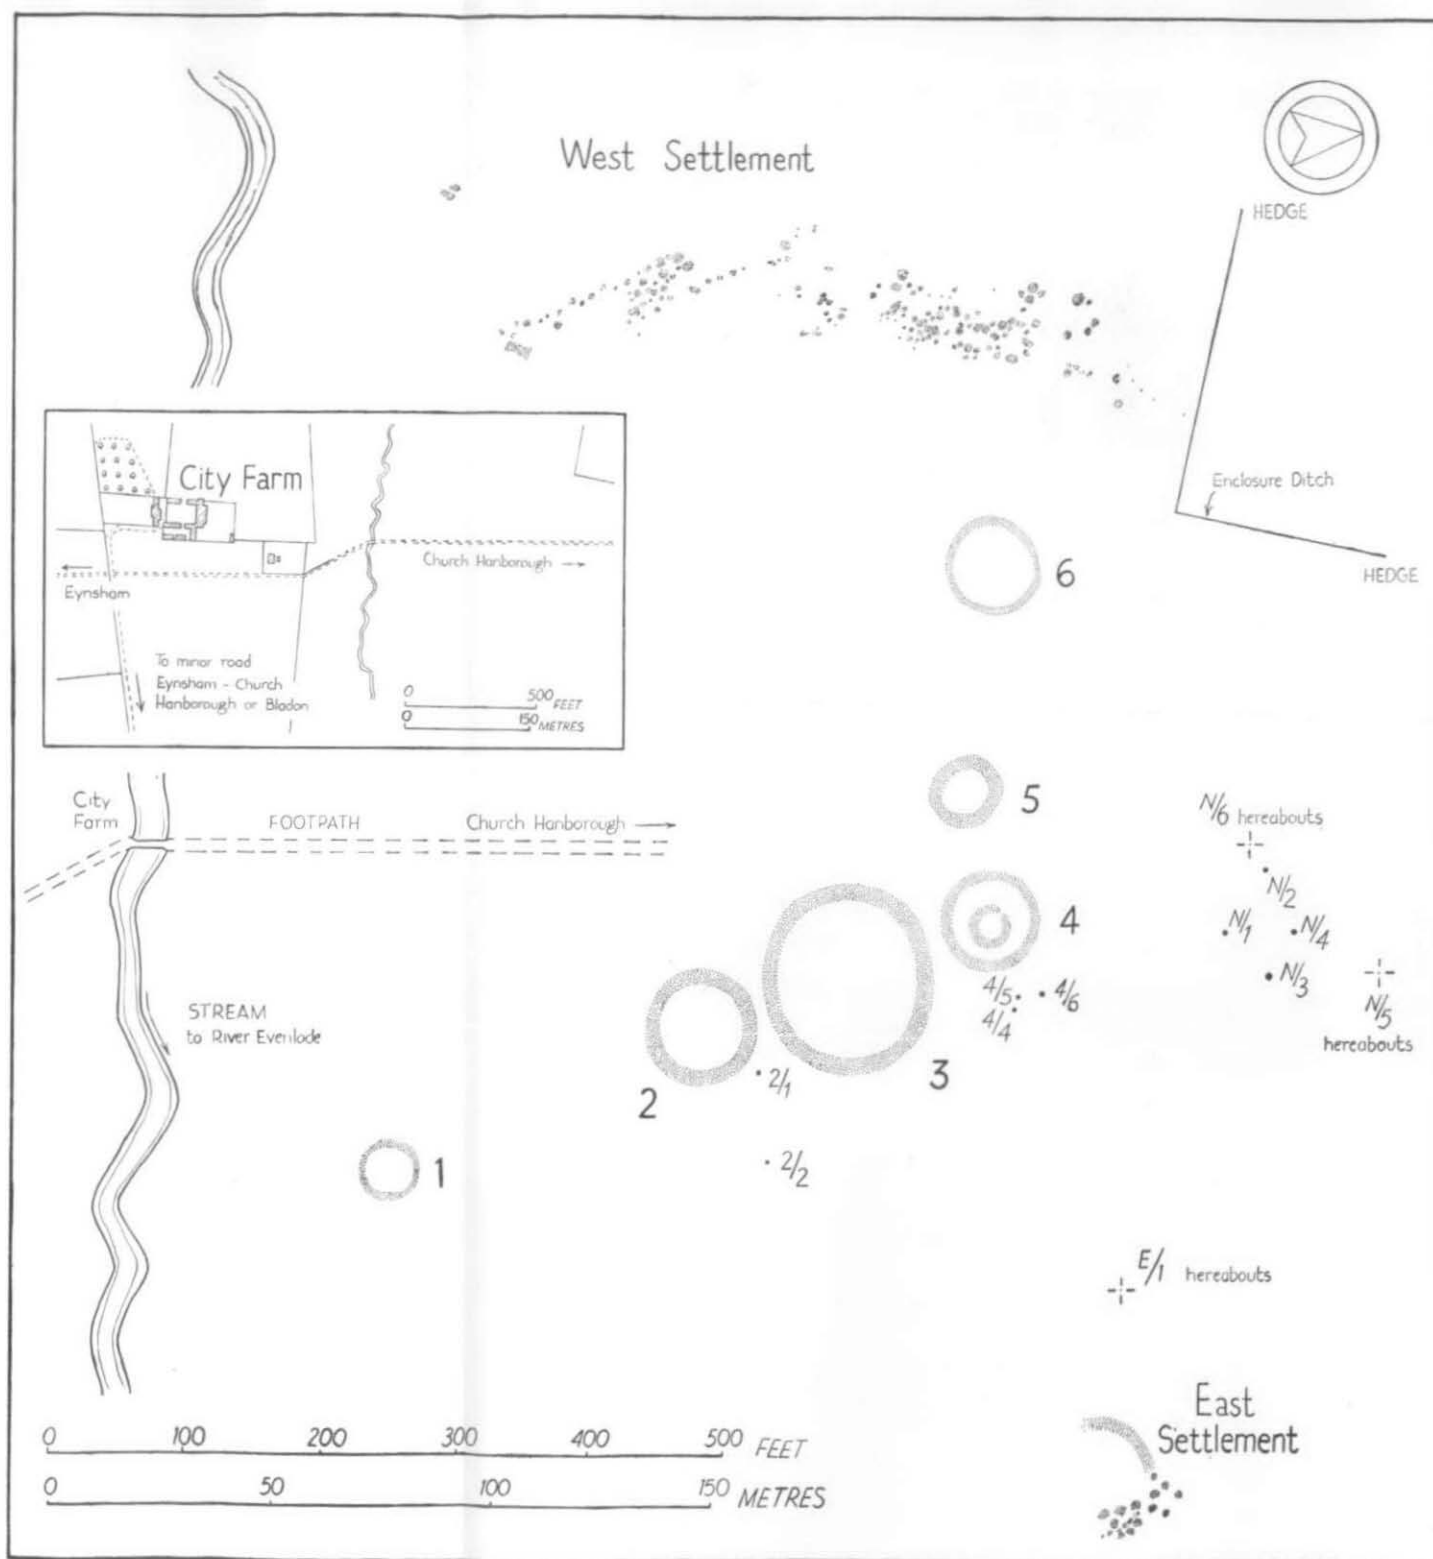 West Settlement
HEDGE
City Farm
Church Hanborough
Eynsham
To minor road
Eynsham - Church
Hanborough or Bladon
0 500 FEET
0 150 METRES
Enclosure Ditch
HEDGE
6
City
Farm
FOOTPATH
Church Hanborough
5
N/6 hereabouts
N/2
4
N/1
N/4
N/3
N/5
hereabouts
4/5
4/6
4/4
STREAM
to River Evenlode
3
2/1
2
2/2
1
E/1 hereabouts
East
Settlement
0 100 200 300 400 500 FEET
0 50 100 150 METRES